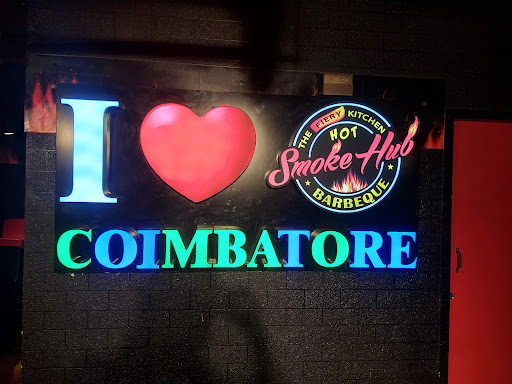 I ❤
THE FIERY KITCHEN
HOT
Smoke Hub
BARBEQUE
COIMBATORE